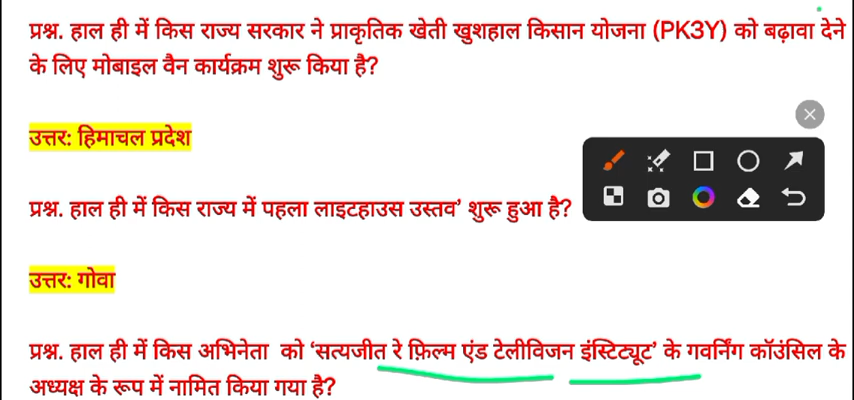 प्रश्न. हाल ही में किस राज्य सरकार ने प्राकृतिक खेती खुशहाल किसान योजना (PK3Y) को बढ़ावा देने
के लिए मोबाइल वैन कार्यक्रम शुरू किया है?
उत्तर: हिमाचल प्रदेश
प्रश्न. हाल ही में किस राज्य में पहला लाइटहाउस उस्तव’ शुरू हुआ है?
उत्तर: गोवा
प्रश्न. हाल ही में किस अभिनेता को ‘सत्यजीत रे फ़िल्म एंड टेलीविजन इंस्टिट्यूट’ के गवर्निंग कॉउंसिल के
अध्यक्ष के रूप में नामित किया गया है?